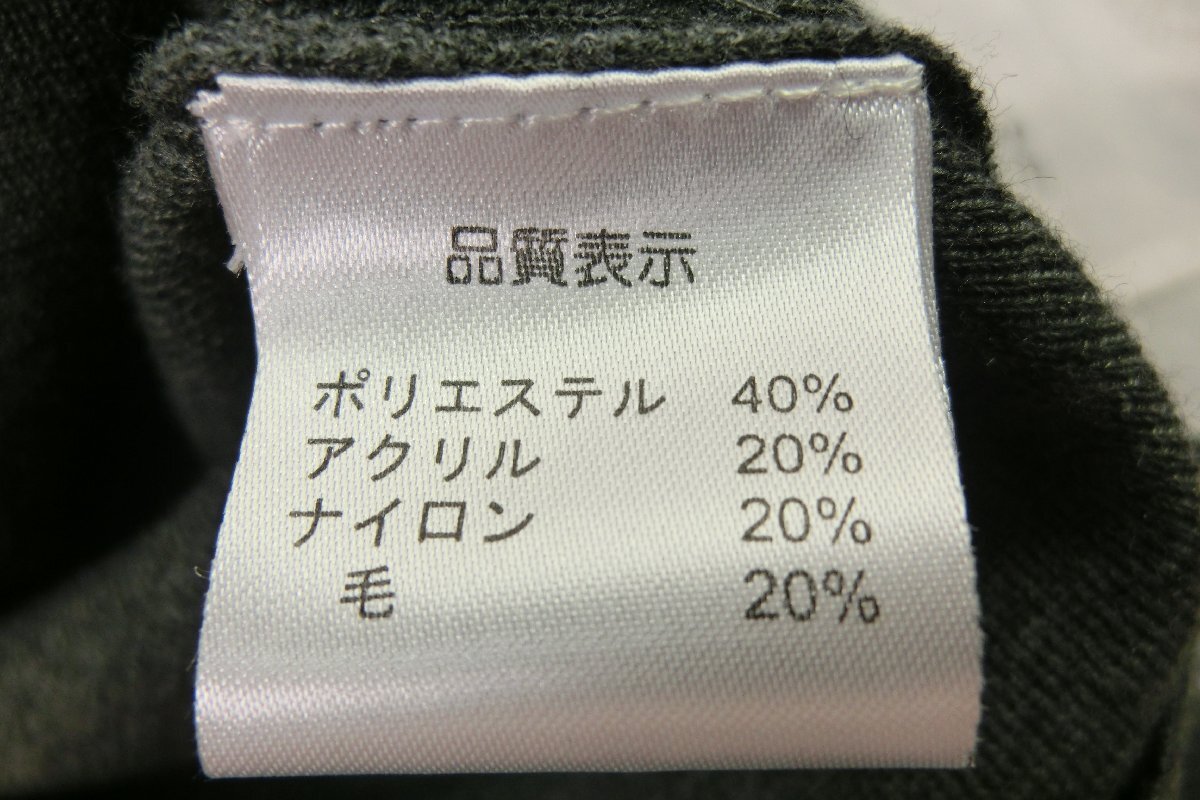 品質表示
ポリエステル 40%
アクリル 20%
ナイロン 20%
毛 20%